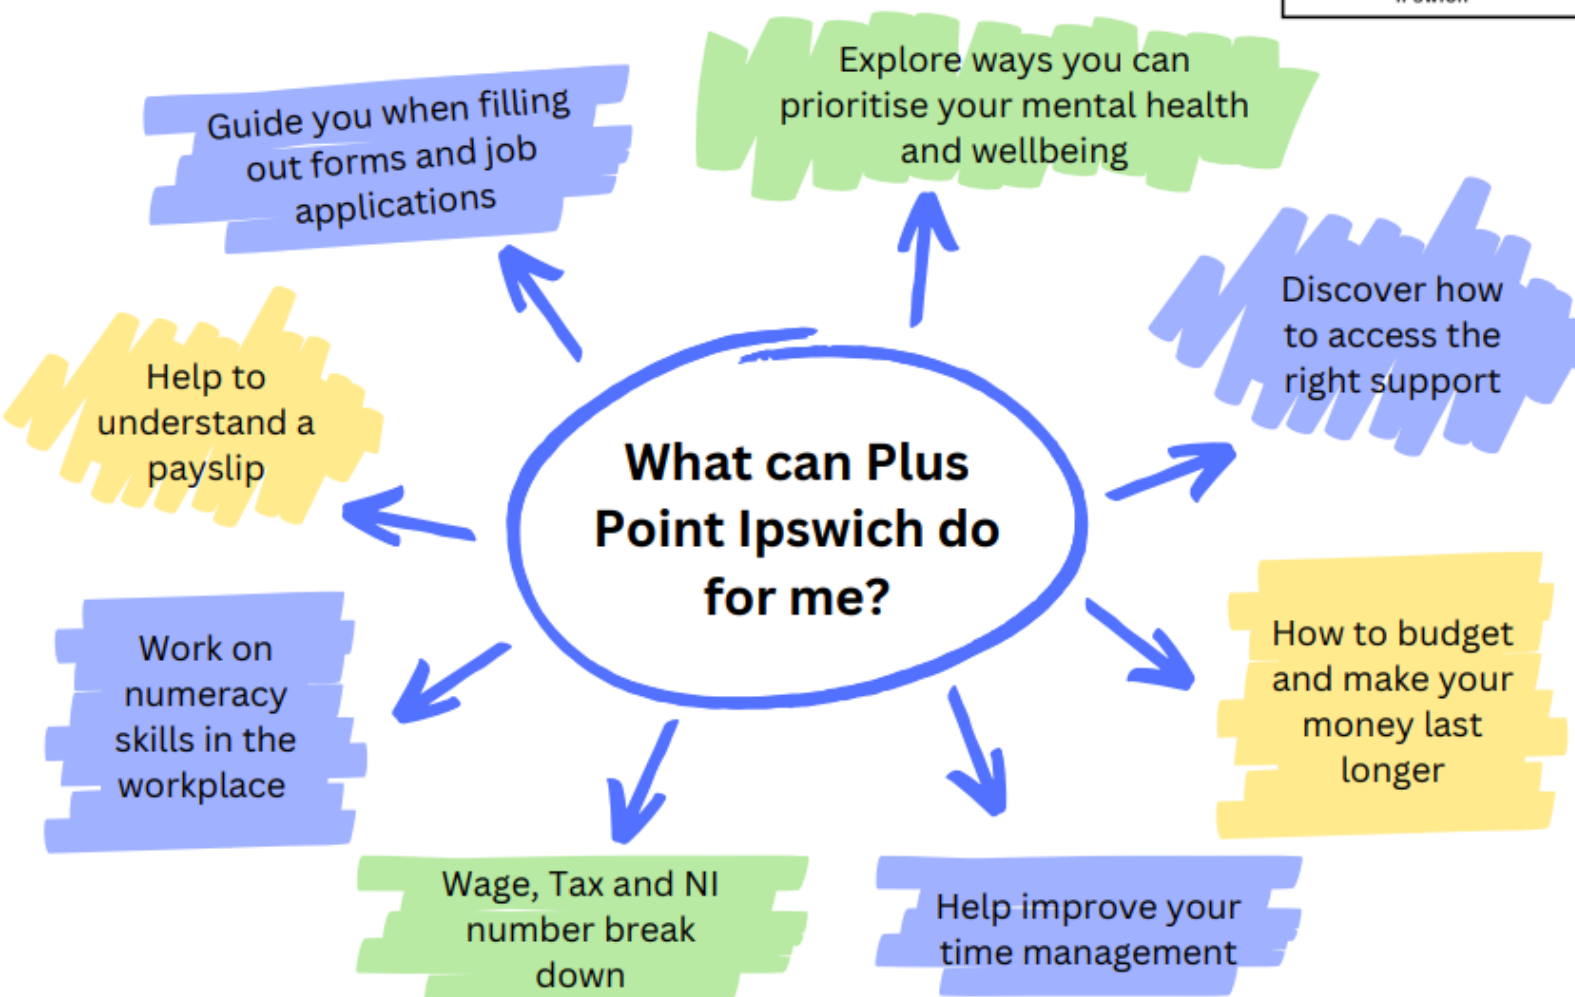 Explore ways you can
prioritise your mental health
and wellbeing
Guide you when filling
out forms and job
applications
Discover how
to access the
right support
Help to
understand a
payslip
What can Plus
Point Ipswich do
for me?
How to budget
and make your
money last
longer
Work on
numeracy
skills in the
workplace
Wage, Tax and NI
number break
down
Help improve your
time management